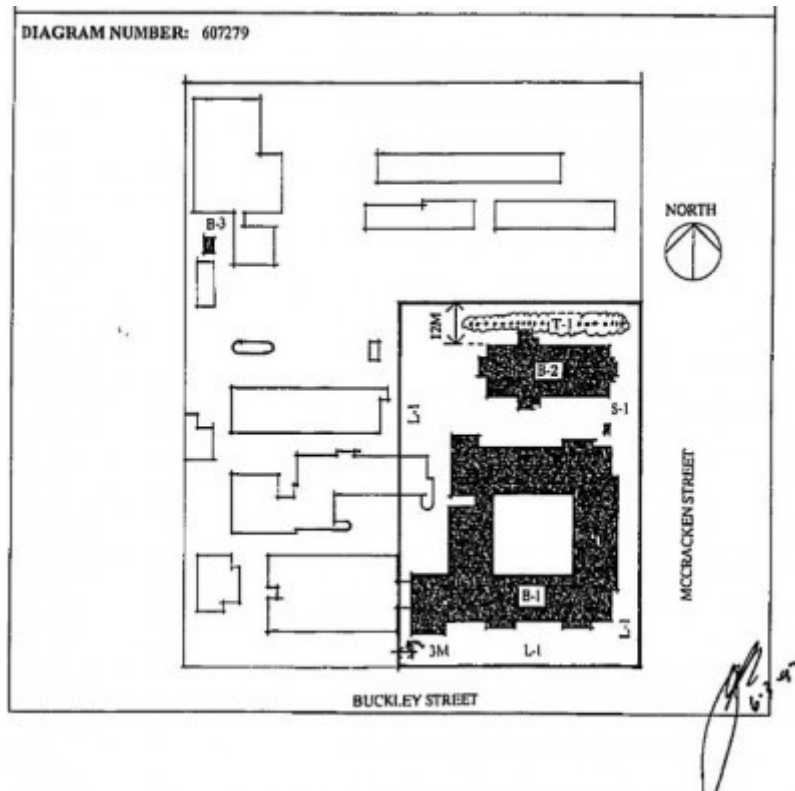 DIAGRAM NUMBER: 607279
B-3
NORTH
12M
T-1
B-2
L-1
S-1
MCCRACKEN STREET
B-1
L-1
3M
L-1
BUCKLEY STREET